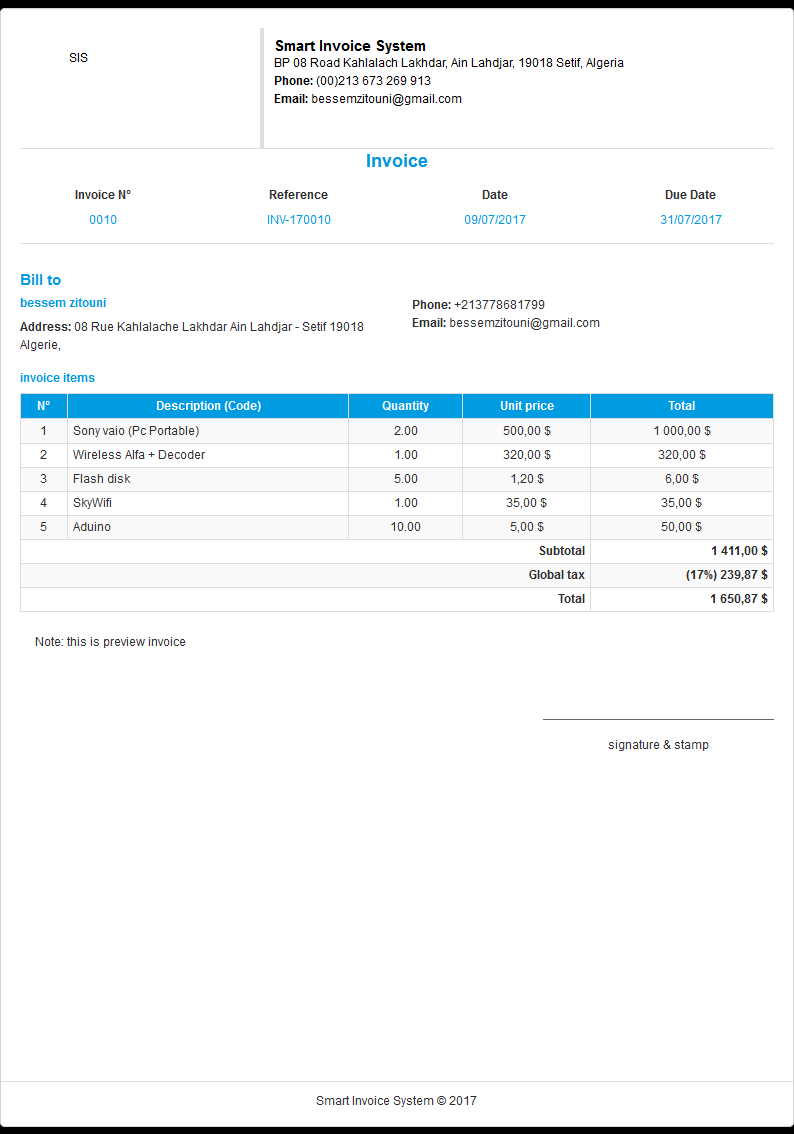 SIS
Smart Invoice System
BP 08 Road Kahlalach Lakhdar, Ain Lahdjar, 19018 Setif, Algeria
Phone: (00)213 673 269 913
Email: bessemzitouni@gmail.com
Invoice
Invoice N° Reference Date Due Date
0010 INV-170010 09/07/2017 31/07/2017
Bill to
bessem zitouni
Address: 08 Rue Kahlalache Lakhdar Ain Lahdjar - Setif 19018
Algerie,
Phone: +213778681799
Email: bessemzitouni@gmail.com
invoice items
N° Description (Code) Quantity Unit price Total
1 Sony vaio (Pc Portable) 2.00 500,00 $ 1 000,00 $
2 Wireless Alfa + Decoder 1.00 320,00 $ 320,00 $
3 Flash disk 5.00 1,20 $ 6,00 $
4 SkyWifi 1.00 35,00 $ 35,00 $
5 Aduino 10.00 5,00 $ 50,00 $
Subtotal 1 411,00 $
Global tax (17%) 239,87 $
Total 1 650,87 $
Note: this is preview invoice
signature & stamp
Smart Invoice System © 2017